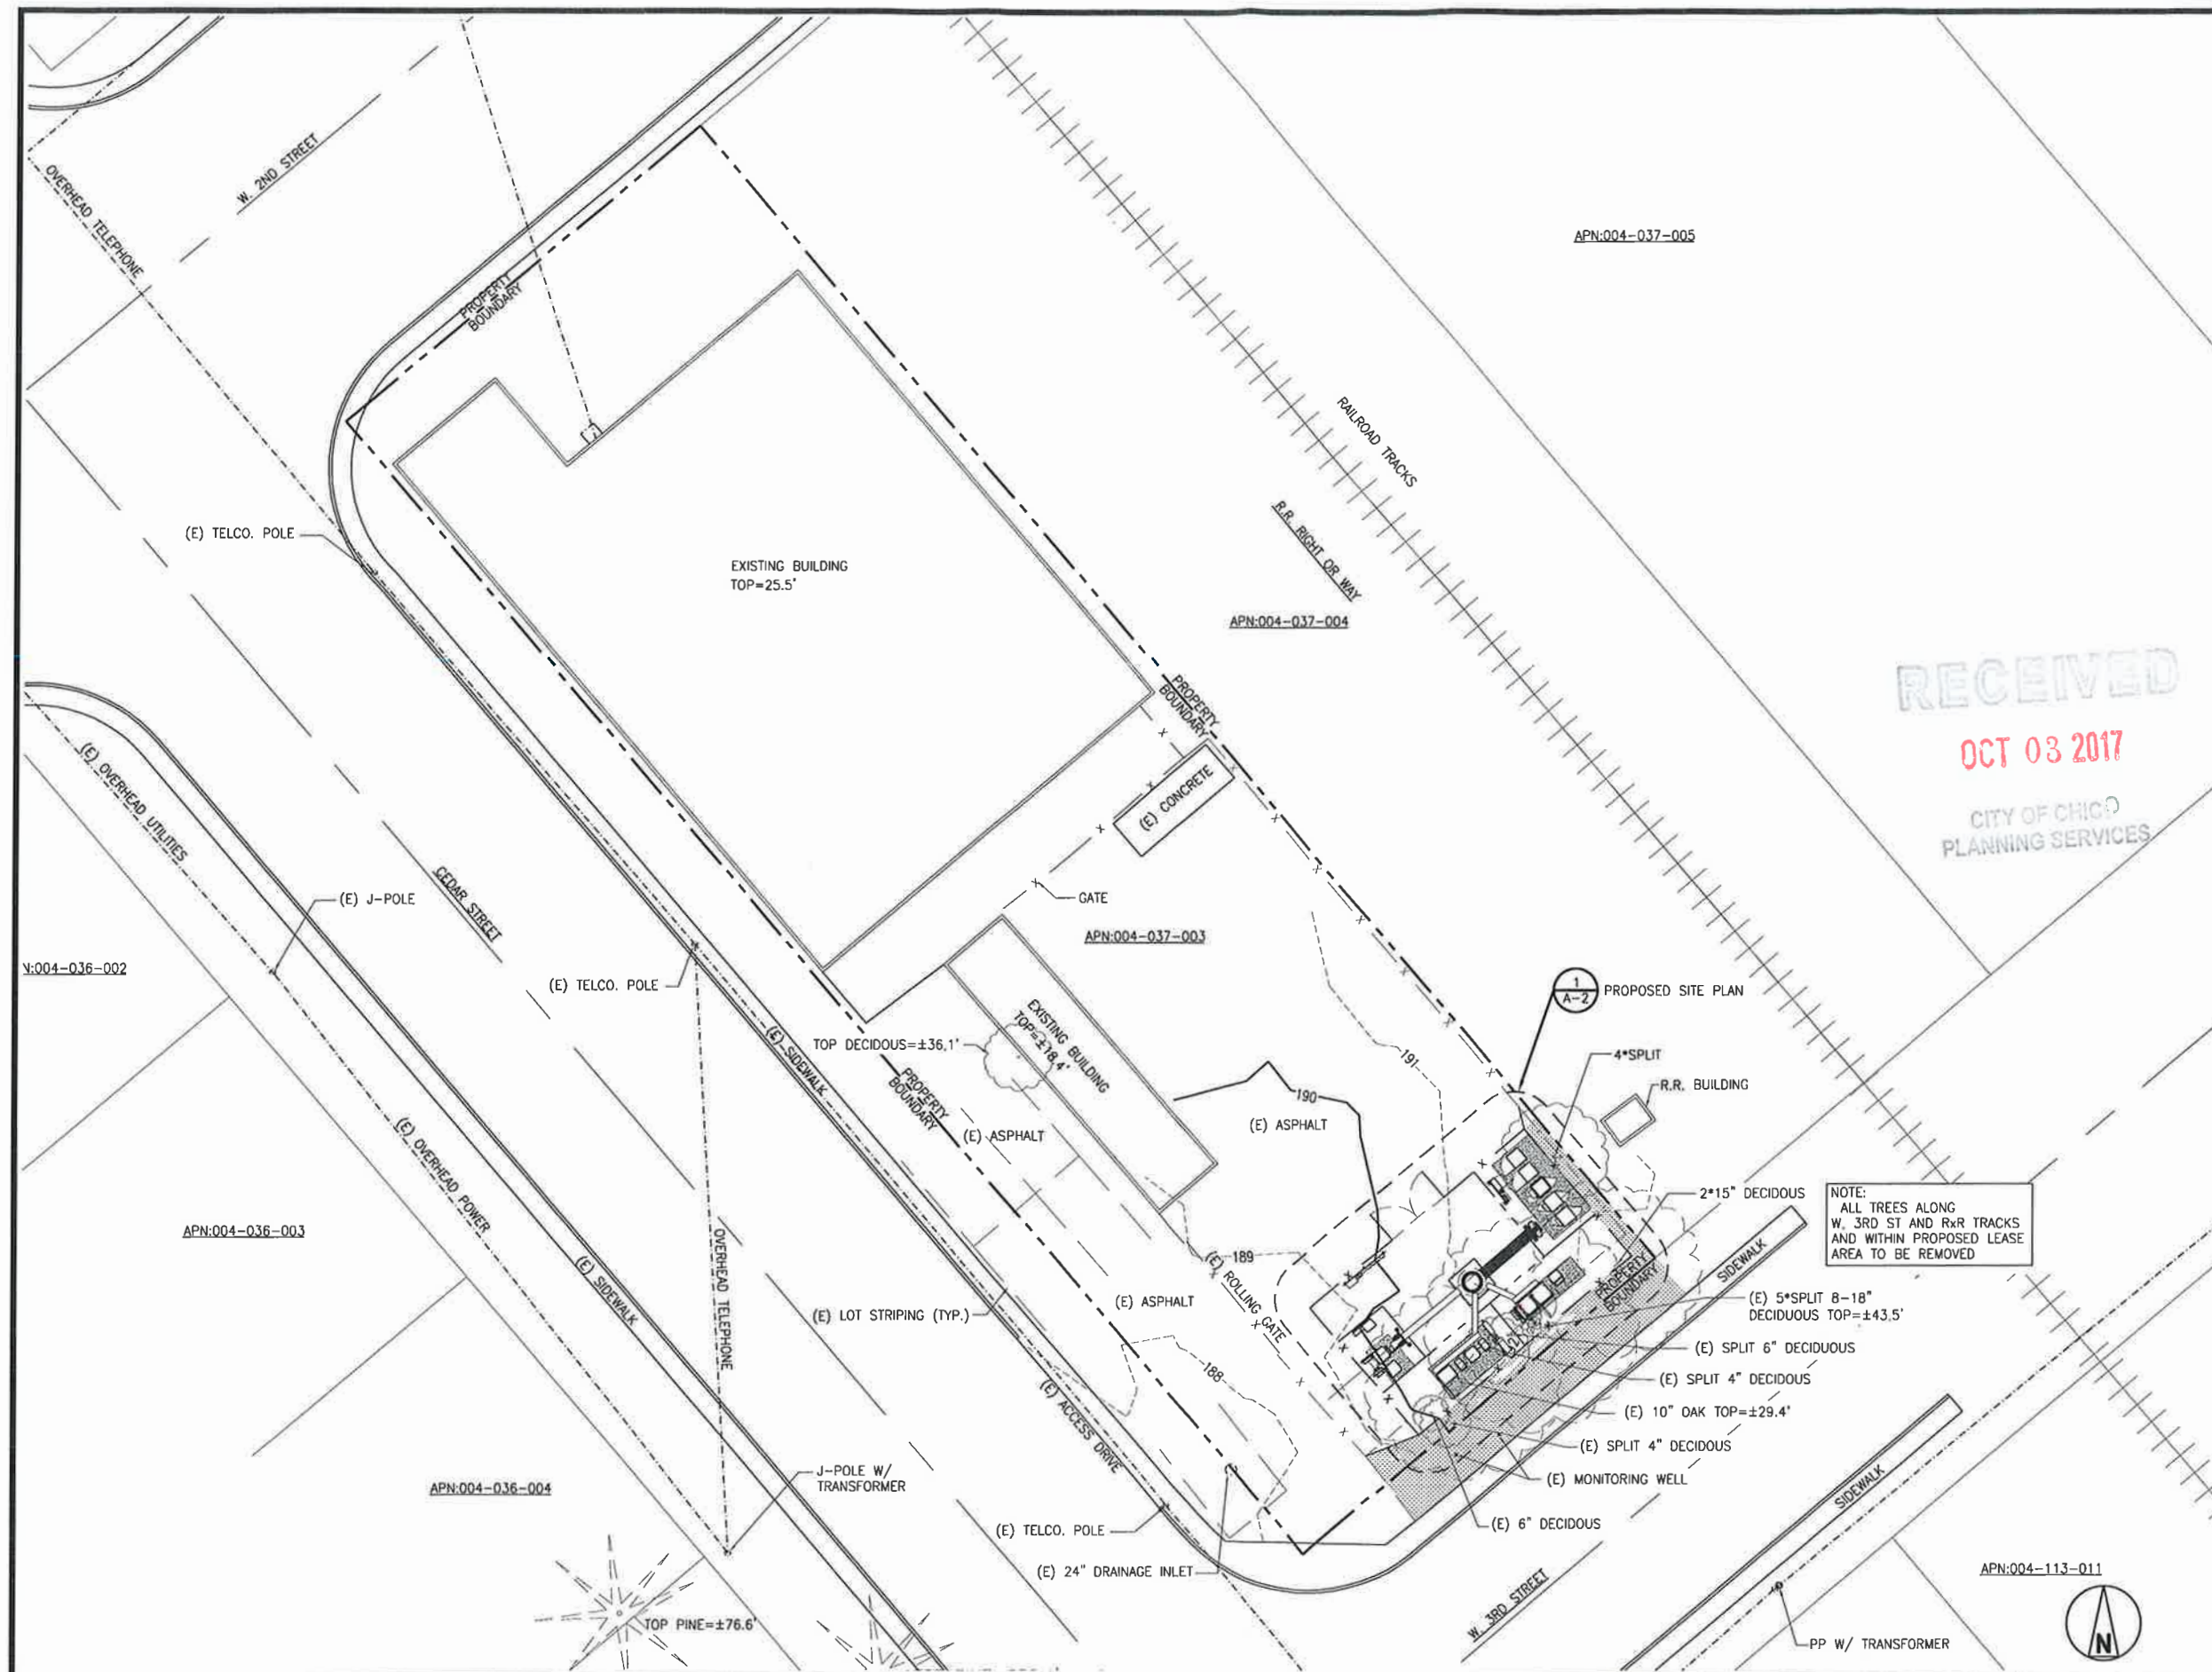 W. 2ND STREET
OVERHEAD TELEPHONE
PROPERTY
BOUNDARY
APN:004-037-005
RAILROAD TRACKS
R.R. RIGHT OR WAY
(E) TELCO. POLE
EXISTING BUILDING
TOP=25.5'
APN:004-037-004
PROPERTY
BOUNDARY
RECEIVED
OCT 03 2017
CITY OF CHICO
PLANNING SERVICES
(E) OVERHEAD UTILITIES
(E) CONCRETE
CEDAR STREET
(E) J-POLE
GATE
APN:004-037-003
N:004-036-002
(E) TELCO. POLE
1
A-2
PROPOSED SITE PLAN
EXISTING BUILDING
TOP=±18.4'
TOP DECIDOUS=±36.1'
(E) SIDEWALK
PROPERTY
BOUNDARY
191
4*SPLIT
R.R. BUILDING
190
(E) ASPHALT
(E) ASPHALT
(E) OVERHEAD POWER
2*15" DECIDOUS
NOTE:
ALL TREES ALONG
W. 3RD ST AND RxR TRACKS
AND WITHIN PROPOSED LEASE
AREA TO BE REMOVED
APN:004-036-003
OVERHEAD TELEPHONE
(E) SIDEWALK
189
(E) ROLLING GATE
SIDEWALK
PROPERTY
BOUNDARY
(E) ASPHALT
(E) LOT STRIPING (TYP.)
(E) 5*SPLIT 8-18"
DECIDUOUS TOP=±43.5'
(E) SPLIT 6" DECIDUOUS
188
(E) SPLIT 4" DECIDOUS
(E) ACCESS DRIVE
(E) 10" OAK TOP=±29.4'
(E) SPLIT 4" DECIDOUS
J-POLE W/
TRANSFORMER
(E) MONITORING WELL
APN:004-036-004
SIDEWALK
(E) 6" DECIDOUS
(E) TELCO. POLE
(E) 24" DRAINAGE INLET
APN:004-113-011
W. 3RD STREET
TOP PINE=±76.6'
PP W/ TRANSFORMER
N